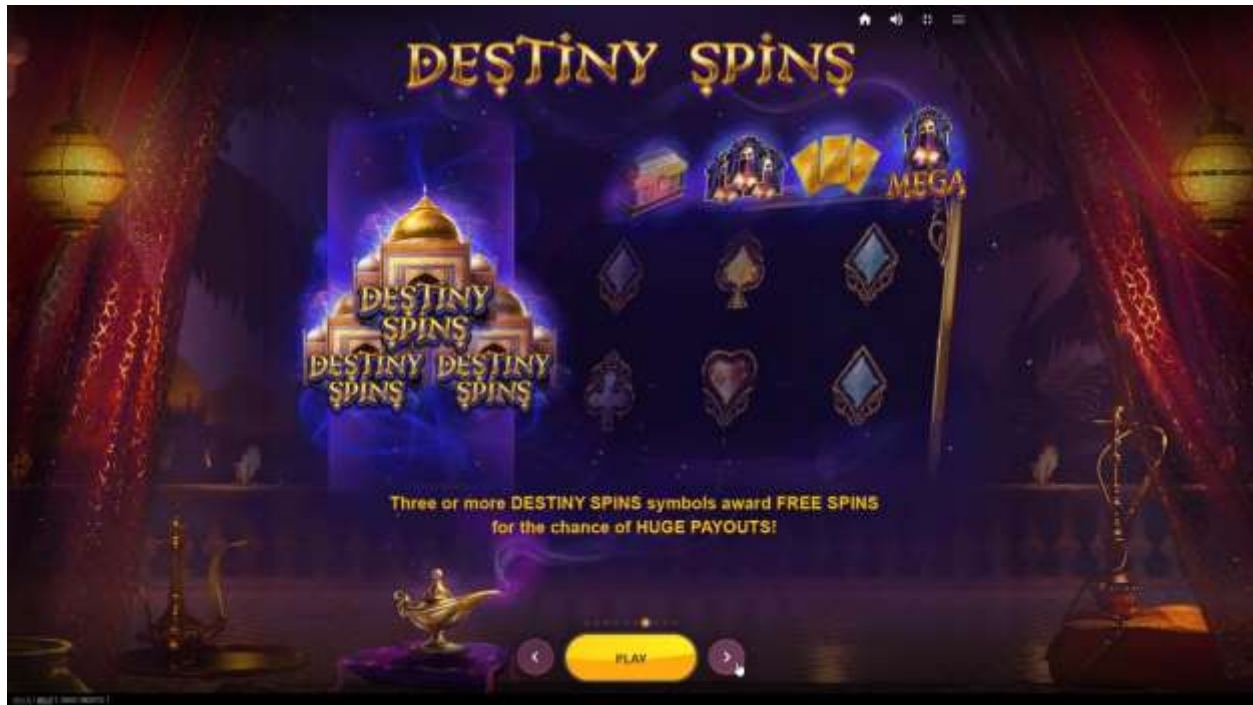 DESTINY SPINS
MEGA
DESTINY
SPINS
DESTINY SPINS
DESTINY SPINS
Three or more DESTINY SPINS symbols award FREE SPINS
for the chance of HUGE PAYOUTS!
PLAY